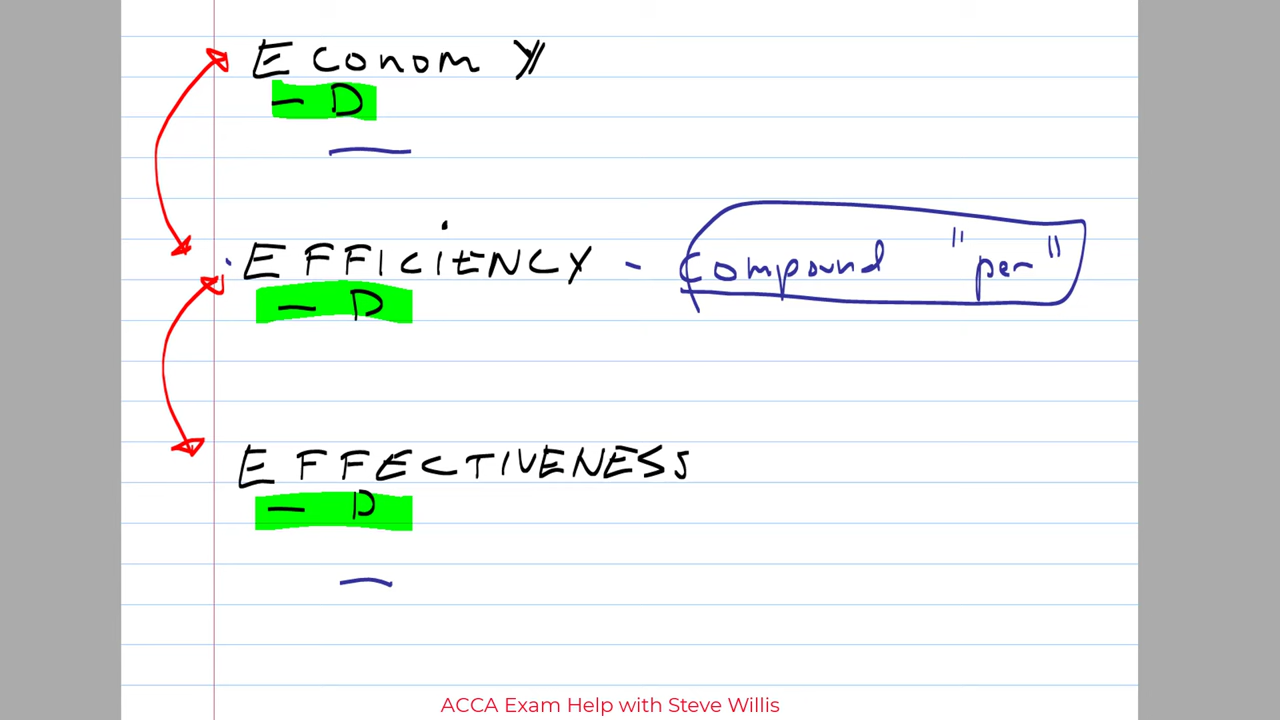 Economy
- D
EFFICiENCY - compound "per"
- D
EFFECTIVENESS
- D
ACCA Exam Help with Steve Willis